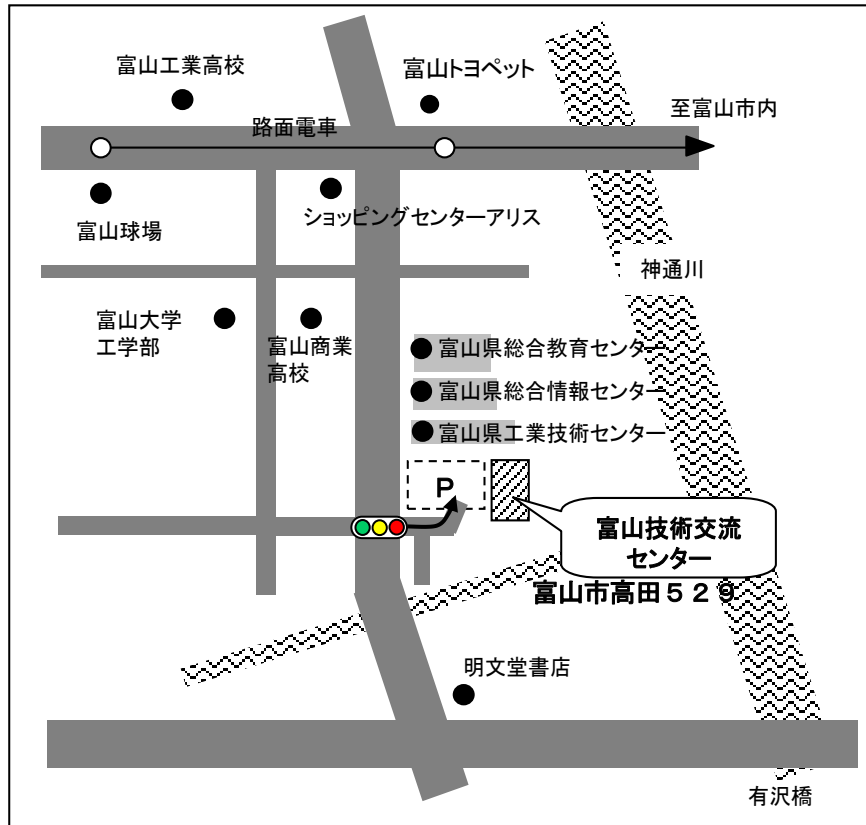 富山工業高校
富山トヨペット
至富山市内
路面電車
富山球場
ショッピングセンターアリス
神通川
富山大学
工学部
富山商業
高校
富山県総合教育センター
富山県総合情報センター
富山県工業技術センター
P
富山技術交流
センター
富山市高田５２９
明文堂書店
有沢橋